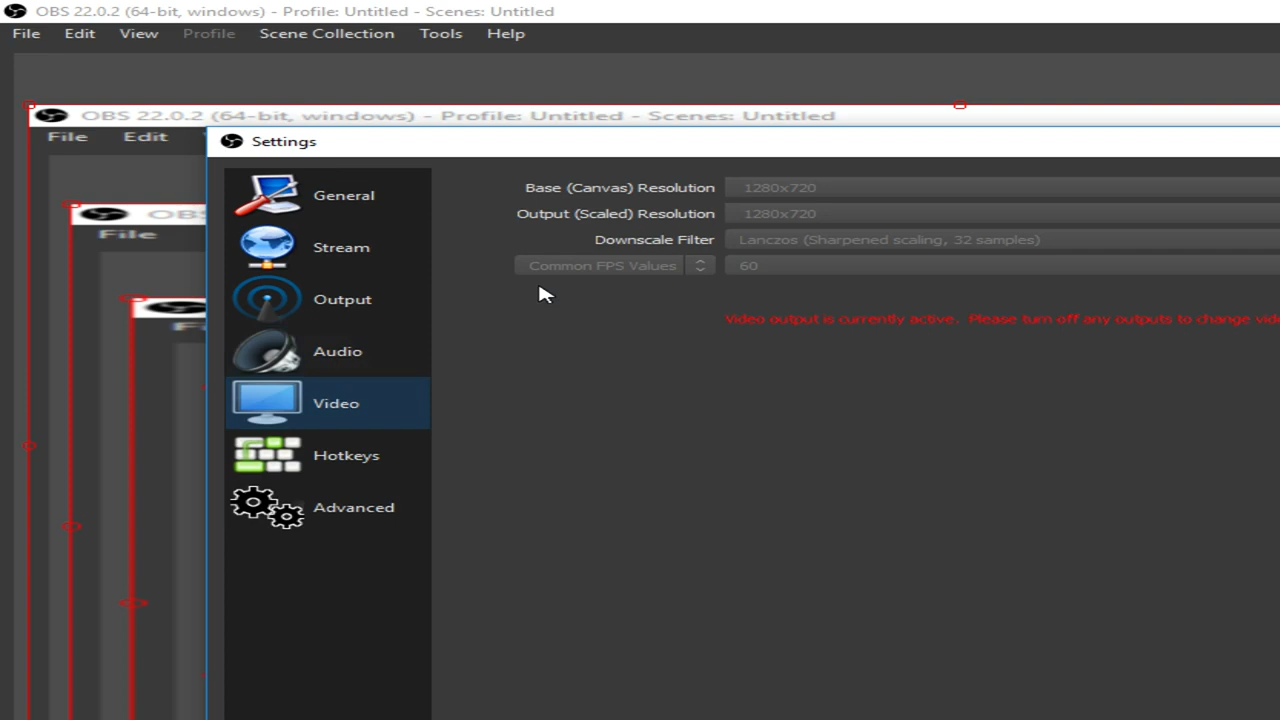 OBS 22.0.2 (64-bit, windows) - Profile: Untitled - Scenes: Untitled
File Edit View Profile Scene Collection Tools Help
OBS 22.0.2 (64-bit, windows) - Profile: Untitled - Scenes: Untitled
File Edit
Settings
General
Stream
Output
Audio
Video
Hotkeys
Advanced
Base (Canvas) Resolution 1280x720
Output (Scaled) Resolution 1280x720
Downscale Filter Lanczos (Sharpened scaling, 32 samples)
Common FPS Values 60
Video output is currently active. Please turn off any outputs to change
OBS
File